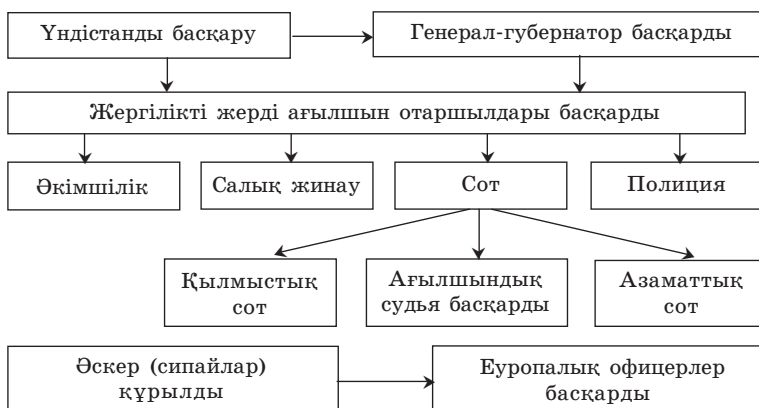 Үндістанды басқару
Генерал-губернатор басқарды
Жергілікті жерді ағылшын отаршылдары басқарды
Әкімшілік
Салық жинау
Сот
Полиция
Қылмыстық
сот
Ағылшындық
судья басқарды
Азаматтық
сот
Әскер (сипайлар)
құрылды
Еуропалық офицерлер
басқарды